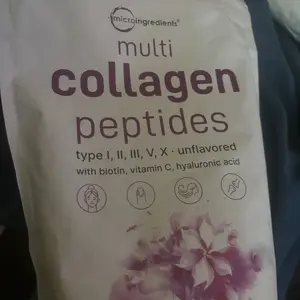 microingredients®
multi
collagen
peptides
type I, II, III, V, X · unflavored
with biotin, vitamin C, hyaluronic acid